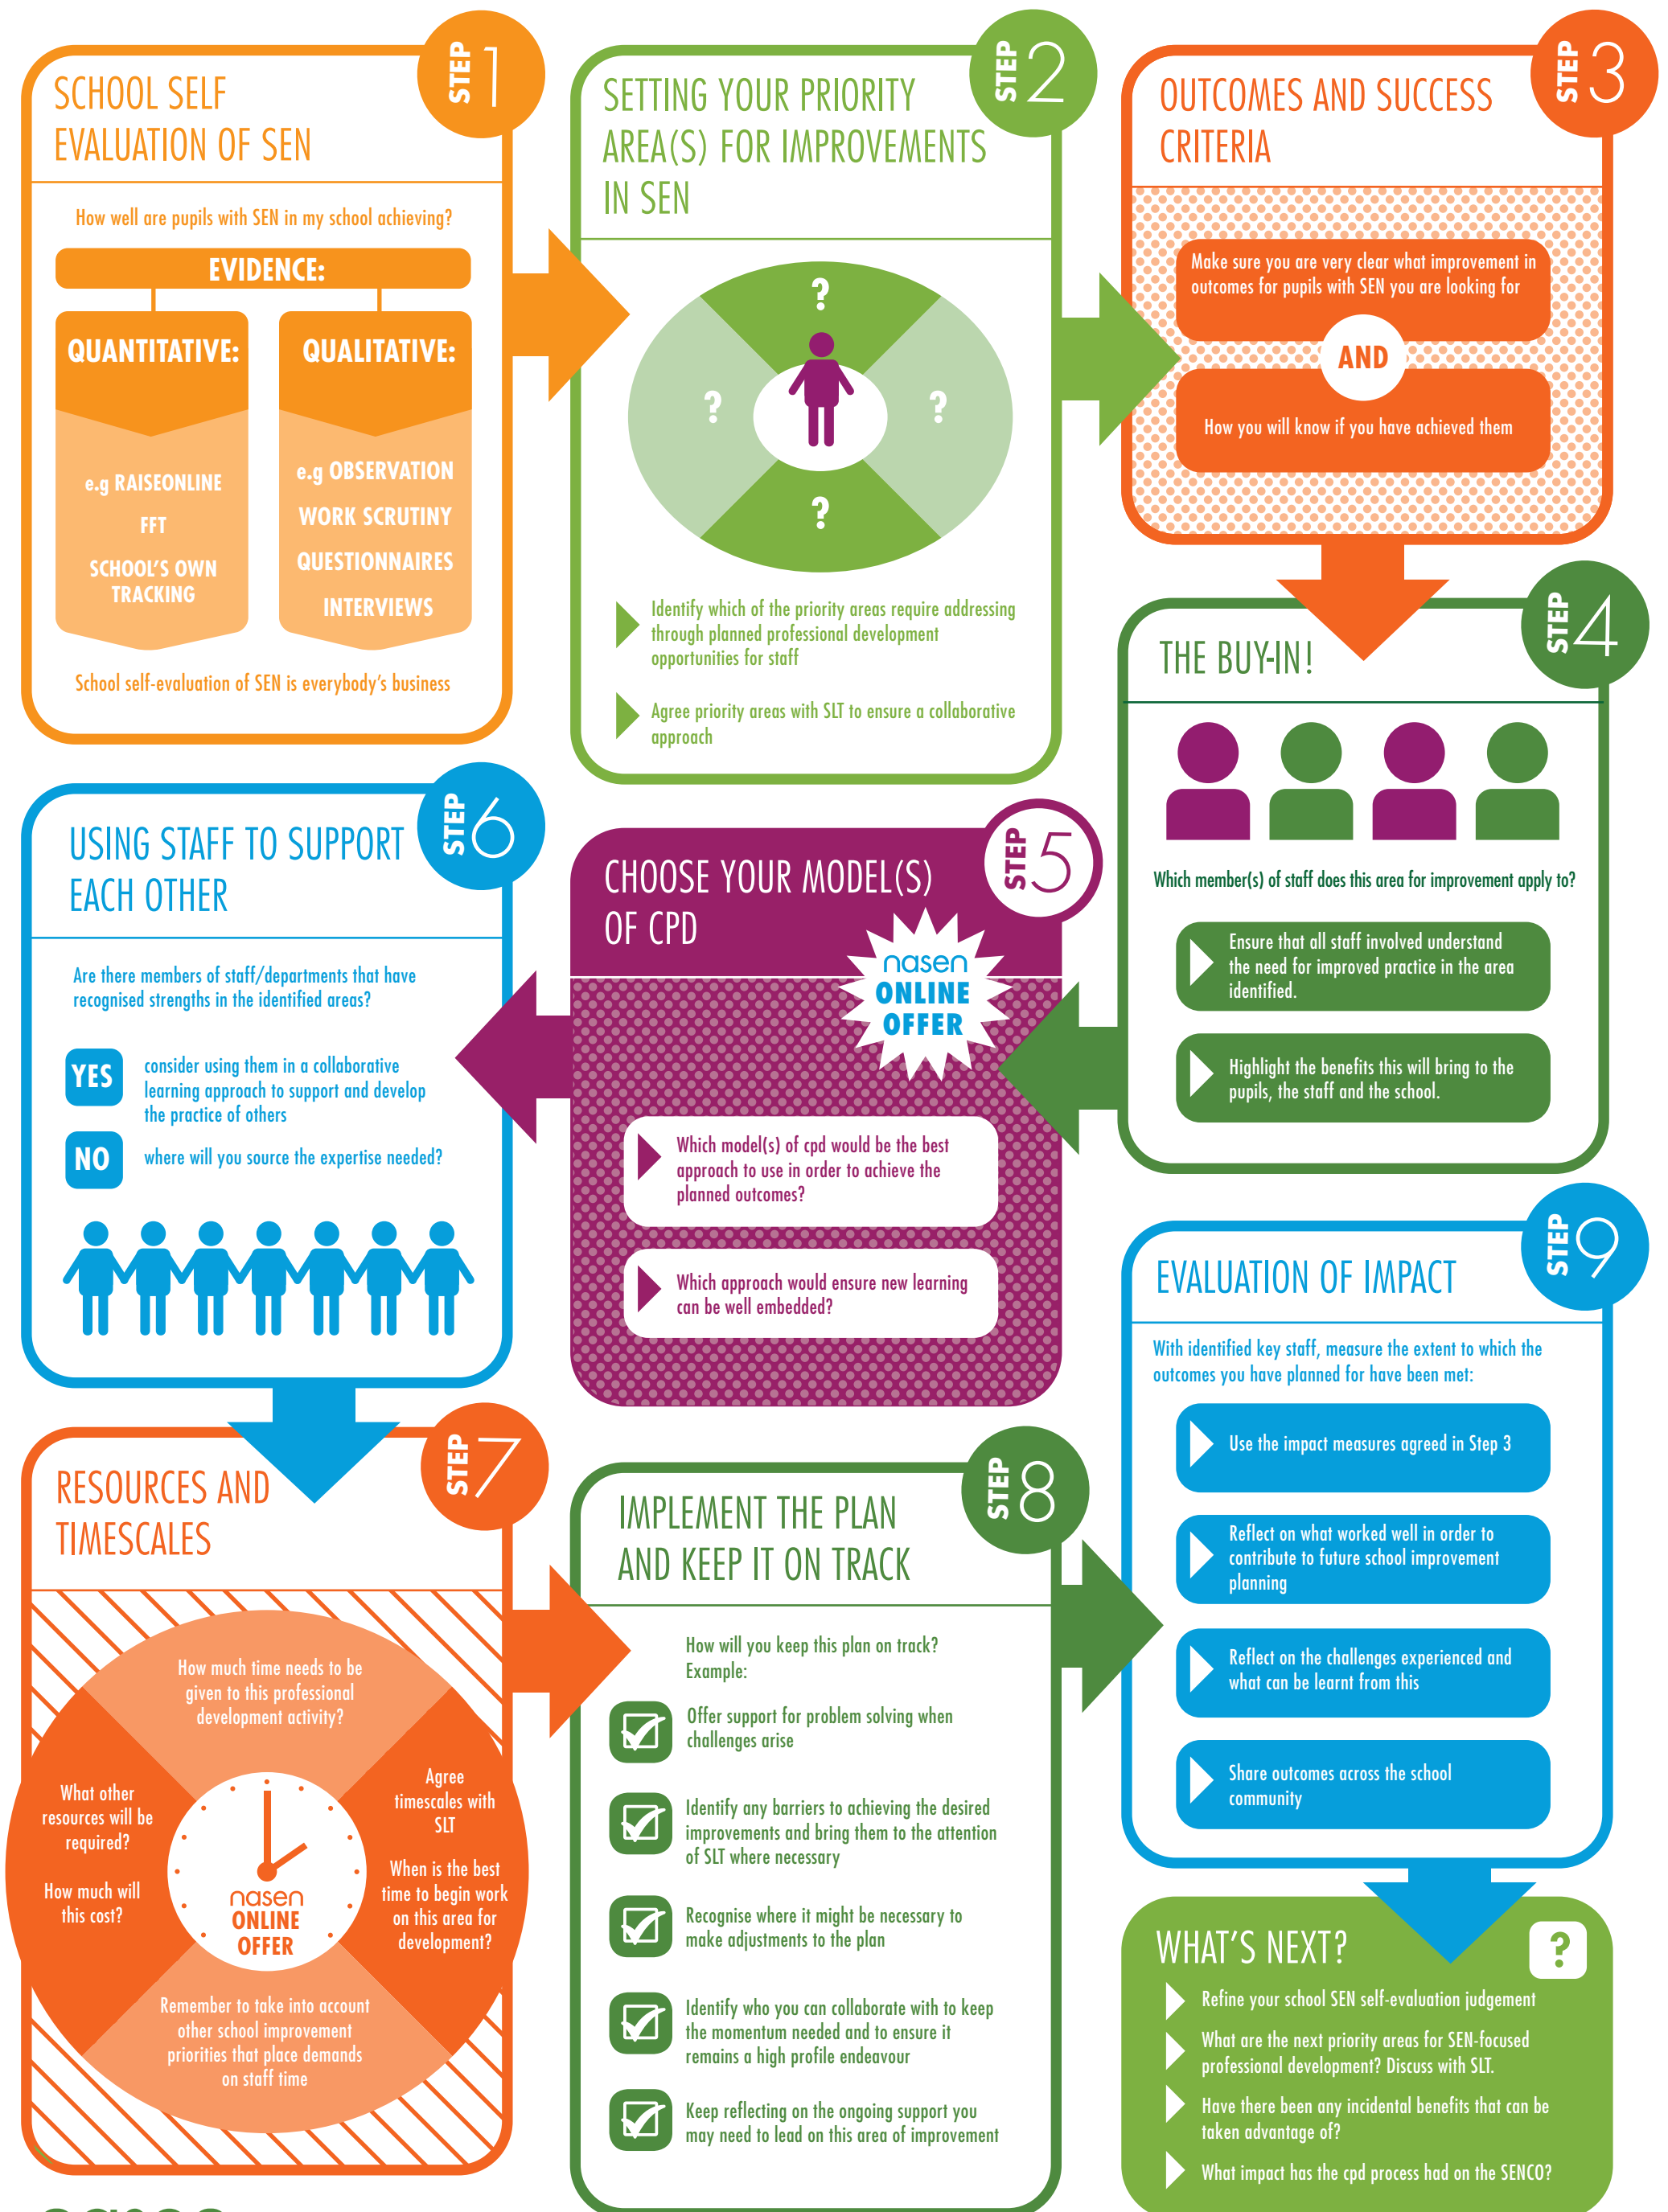 STEP 1
SCHOOL SELF
EVALUATION OF SEN
How well are pupils with SEN in my school achieving?
EVIDENCE:
QUANTITATIVE:
e.g RAISEONLINE
FFT
SCHOOL'S OWN
TRACKING
QUALITATIVE:
e.g OBSERVATION
WORK SCRUTINY
QUESTIONNAIRES
INTERVIEWS
School self-evaluation of SEN is everybody's business
STEP 2
SETTING YOUR PRIORITY
AREA(S) FOR IMPROVEMENTS
IN SEN
?
?
?
?
Identify which of the priority areas require addressing
through planned professional development
opportunities for staff
Agree priority areas with SLT to ensure a collaborative
approach
STEP 3
OUTCOMES AND SUCCESS
CRITERIA
Make sure you are very clear what improvement in
outcomes for pupils with SEN you are looking for
AND
How you will know if you have achieved them
STEP 4
THE BUY-IN!
Which member(s) of staff does this area for improvement apply to?
Ensure that all staff involved understand
the need for improved practice in the area
identified.
Highlight the benefits this will bring to the
pupils, the staff and the school.
STEP 5
CHOOSE YOUR MODEL(S)
OF CPD
nasen
ONLINE
OFFER
Which model(s) of cpd would be the best
approach to use in order to achieve the
planned outcomes?
Which approach would ensure new learning
can be well embedded?
STEP 6
USING STAFF TO SUPPORT
EACH OTHER
Are there members of staff/departments that have
recognised strengths in the identified areas?
YES
consider using them in a collaborative
learning approach to support and develop
the practice of others
NO
where will you source the expertise needed?
STEP 7
RESOURCES AND
TIMESCALES
How much time needs to be
given to this professional
development activity?
What other
resources will be
required?
How much will
this cost?
Agree
timescales with
SLT
When is the best
time to begin work
on this area for
development?
nasen
ONLINE
OFFER
Remember to take into account
other school improvement
priorities that place demands
on staff time
STEP 8
IMPLEMENT THE PLAN
AND KEEP IT ON TRACK
How will you keep this plan on track?
Example:
Offer support for problem solving when
challenges arise
Identify any barriers to achieving the desired
improvements and bring them to the attention
of SLT where necessary
Recognise where it might be necessary to
make adjustments to the plan
Identify who you can collaborate with to keep
the momentum needed and to ensure it
remains a high profile endeavour
Keep reflecting on the ongoing support you
may need to lead on this area of improvement
STEP 9
EVALUATION OF IMPACT
With identified key staff, measure the extent to which the
outcomes you have planned for have been met:
Use the impact measures agreed in Step 3
Reflect on what worked well in order to
contribute to future school improvement
planning
Reflect on the challenges experienced and
what can be learnt from this
Share outcomes across the school
community
WHAT'S NEXT?
?
Refine your school SEN self-evaluation judgement
What are the next priority areas for SEN-focused
professional development? Discuss with SLT.
Have there been any incidental benefits that can be
taken advantage of?
What impact has the cpd process had on the SENCO?